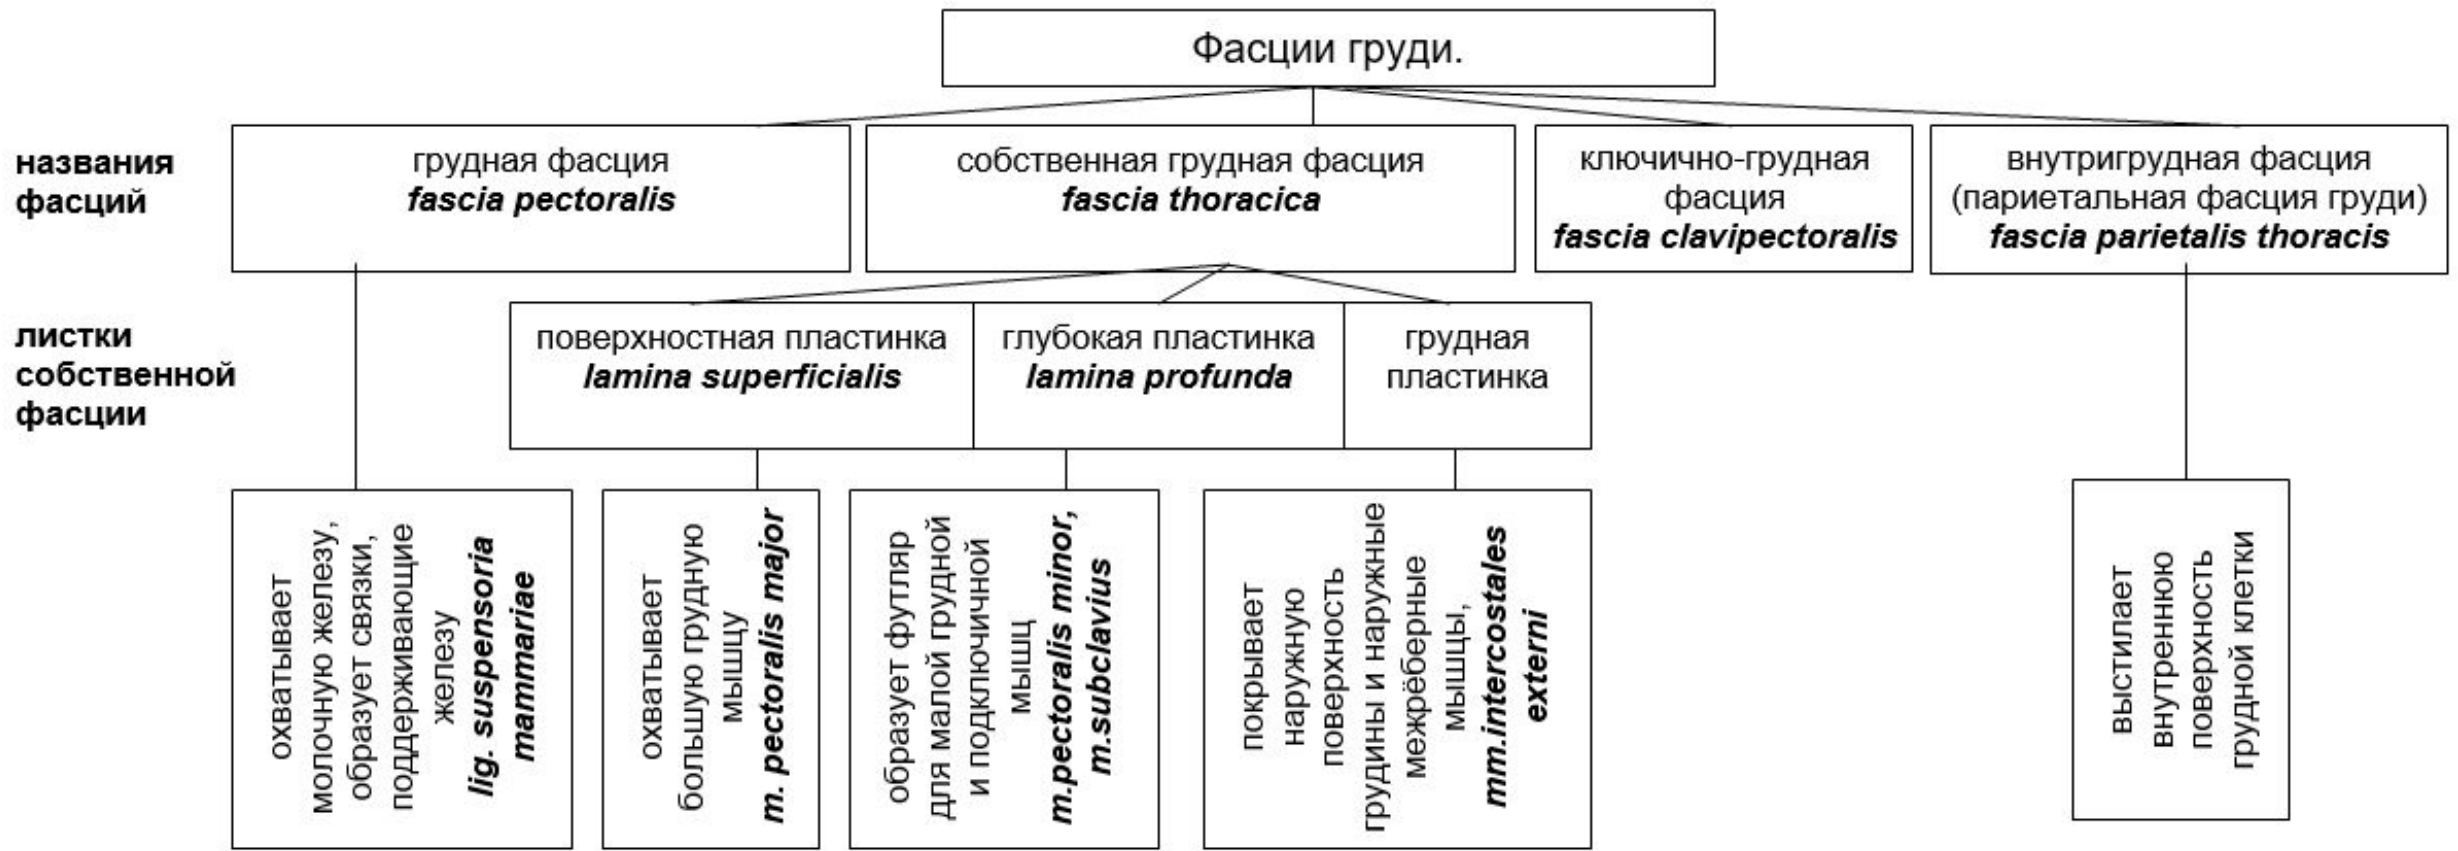 Фасции груди.
названия
фасций
грудная фасция
fascia pectoralis
собственная грудная фасция
fascia thoracica
ключично-грудная
фасция
fascia clavipectoralis
внутригрудная фасция
(париетальная фасция груди)
fascia parietalis thoracis
листки
собственной
фасции
поверхностная пластинка
lamina superficialis
глубокая пластинка
lamina profunda
грудная
пластинка
охватывает
молочную железу,
образует связки,
поддерживающие
железу
lig. suspensoria
mammariae
охватывает
большую грудную
мышцу
m. pectoralis major
образует футляр
для малой грудной
и подключичной
мышц
m.pectoralis minor,
m.subclavius
покрывает
наружную
поверхность
грудины и наружные
межрёберные
мышцы,
mm.intercostales
externi
выстилает
внутреннюю
поверхность
грудной клетки